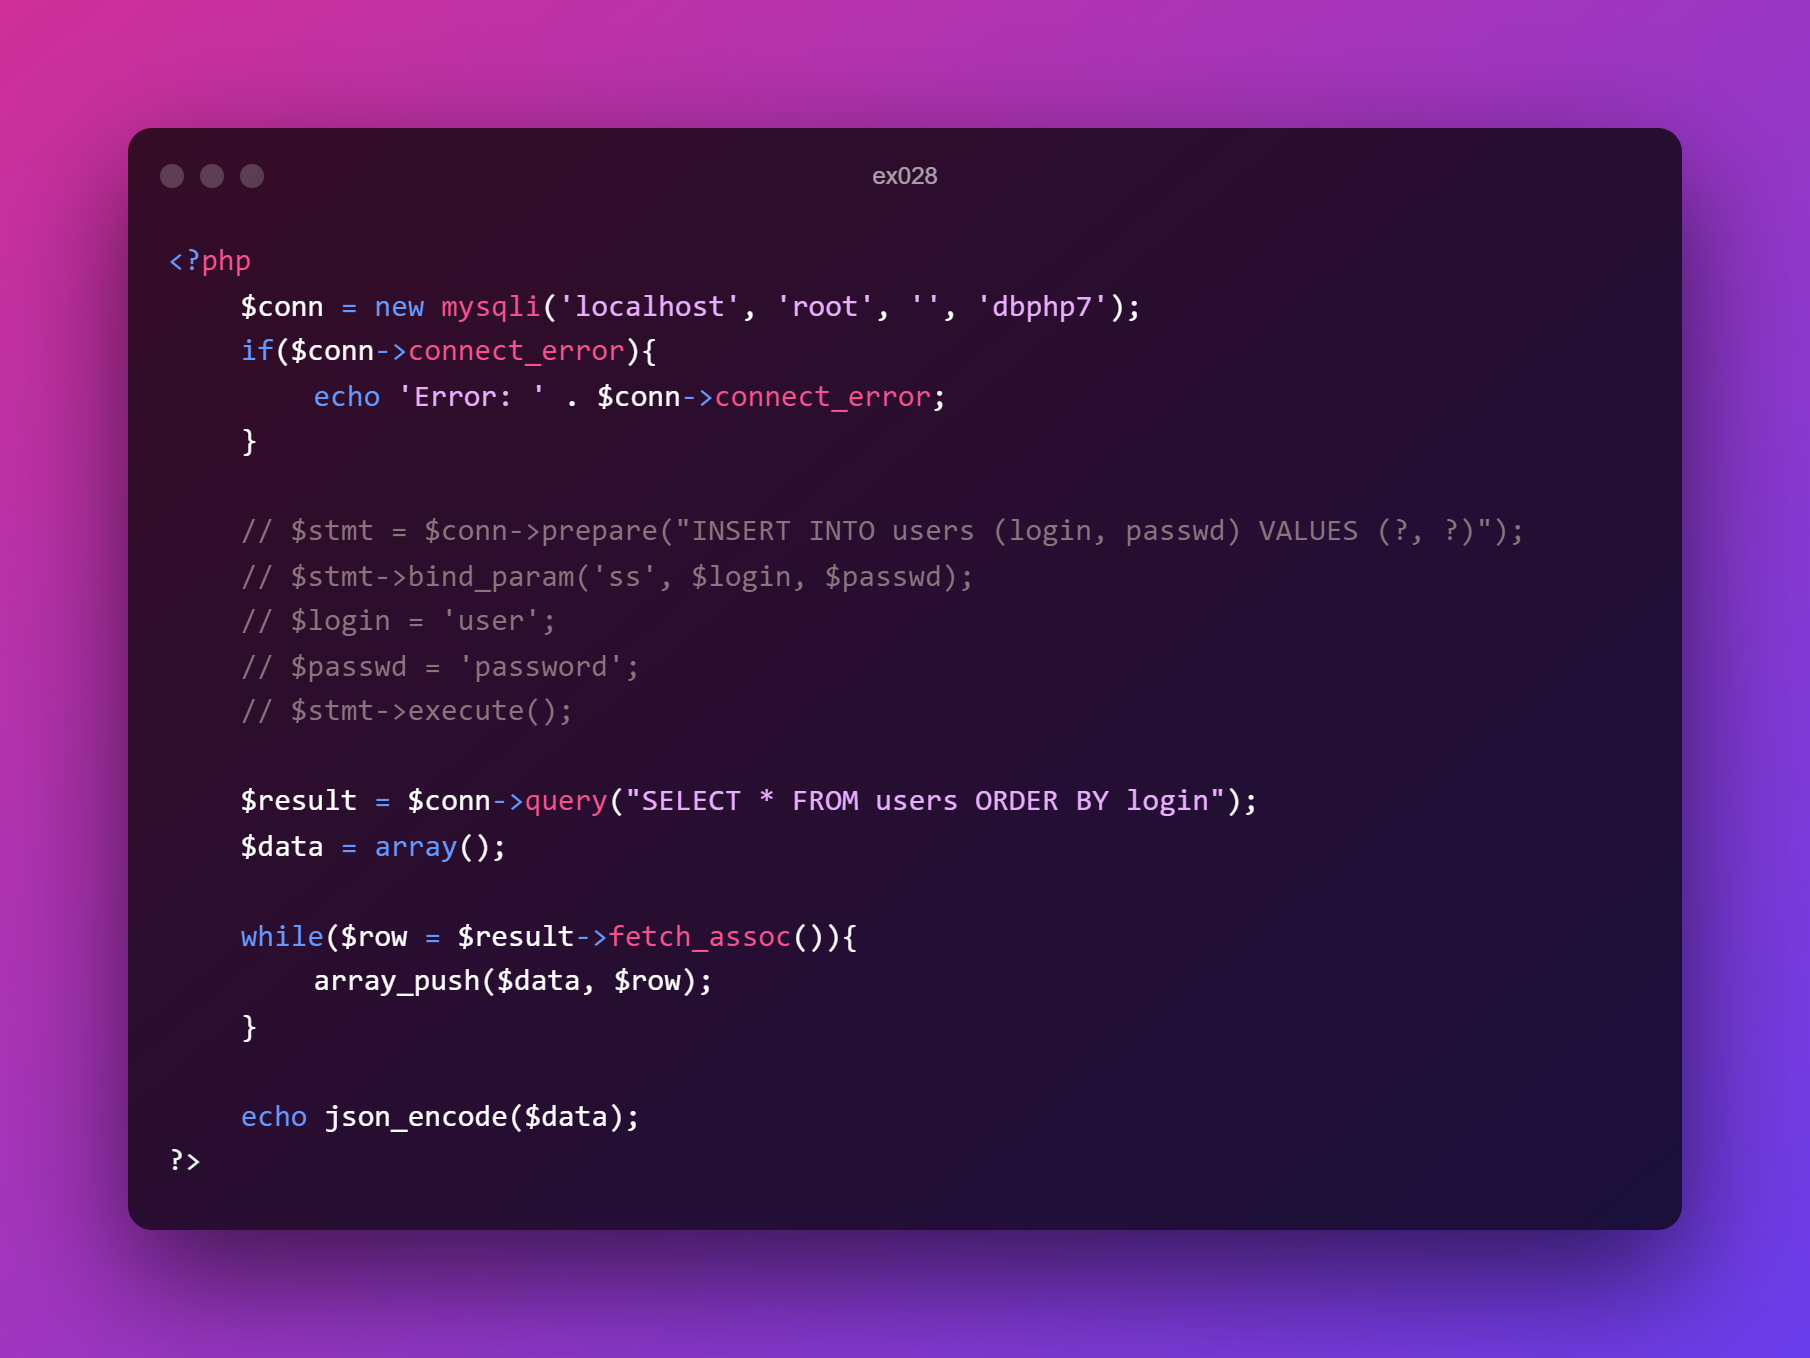 ex028
<?php
$conn = new mysqli('localhost', 'root', '', 'dbphp7');
if($conn->connect_error){
echo 'Error: ' . $conn->connect_error;
}
// $stmt = $conn->prepare("INSERT INTO users (login, passwd) VALUES (?, ?)");
// $stmt->bind_param('ss', $login, $passwd);
// $login = 'user';
// $passwd = 'password';
// $stmt->execute();
$result = $conn->query("SELECT * FROM users ORDER BY login");
$data = array();
while($row = $result->fetch_assoc()){
array_push($data, $row);
}
echo json_encode($data);
?>